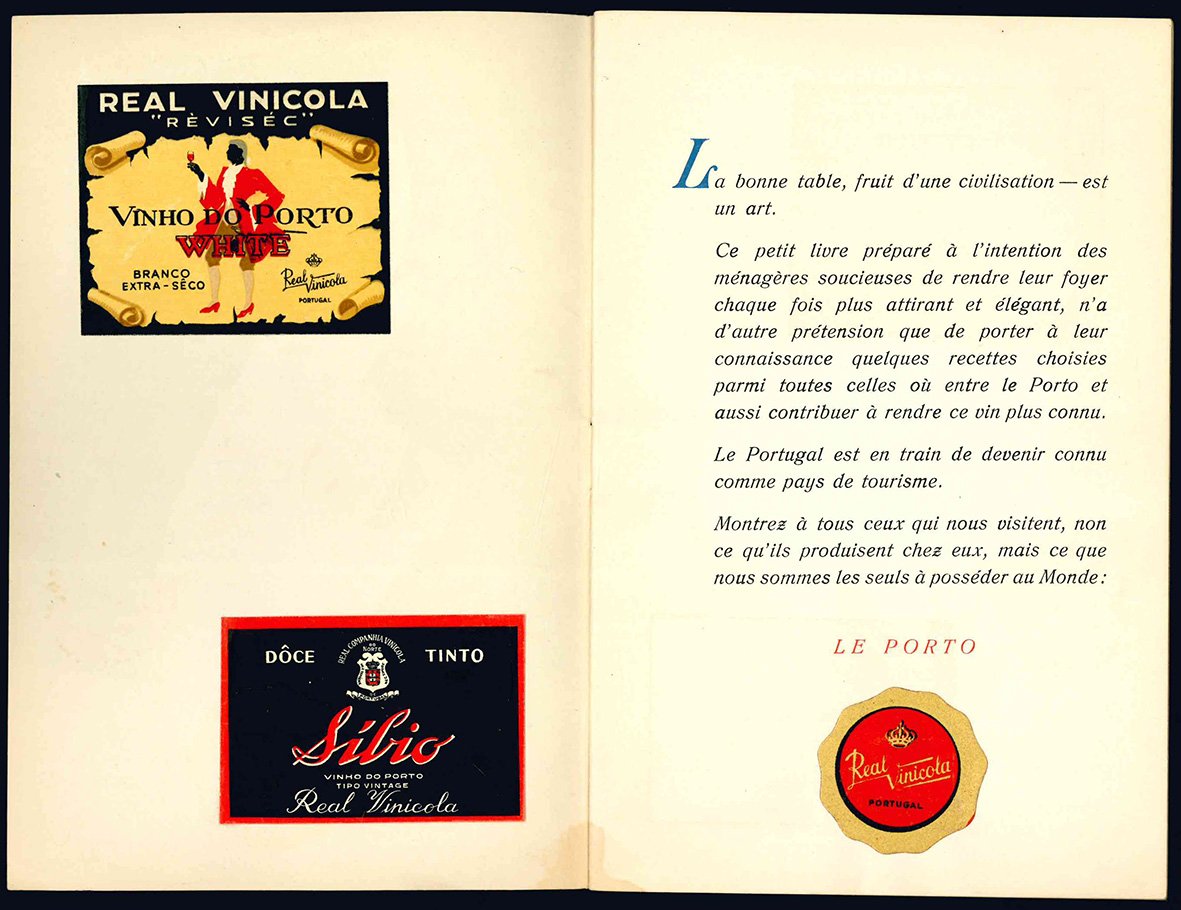 REAL VINICOLA
"RÈVISÉC"
VINHO DO PORTO
WHITE
BRANCO
EXTRA-SÊCO
Real
Vinicola
PORTUGAL
DÔCE
REAL COMPANHIA VINICOLA
DO
NORTE
DE
PORTUGAL
TINTO
Síbio
VINHO DO PORTO
TIPO VINTAGE
Real Vinicola
La bonne table, fruit d'une civilisation — est
un art.
Ce petit livre préparé à l'intention des
ménagères soucieuses de rendre leur foyer
chaque fois plus attirant et élégant, n'a
d'autre prétension que de porter à leur
connaissance quelques recettes choisies
parmi toutes celles où entre le Porto et
aussi contribuer à rendre ce vin plus connu.
Le Portugal est en train de devenir connu
comme pays de tourisme.
Montrez à tous ceux qui nous visitent, non
ce qu'ils produisent chez eux, mais ce que
nous sommes les seuls à posséder au Monde :
LE PORTO
Real
Vinicola
PORTUGAL